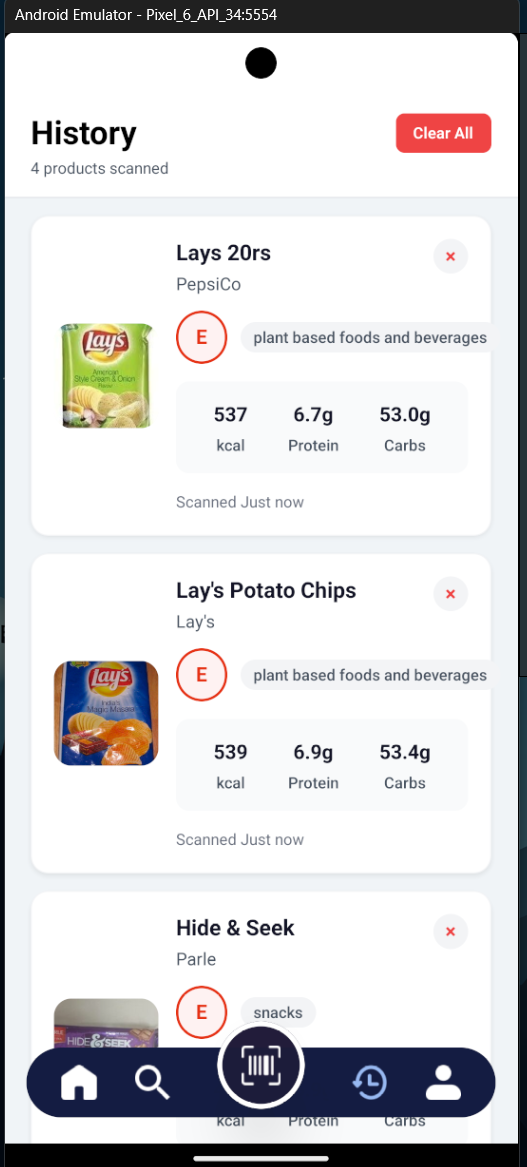 Android Emulator - Pixel_6_API_34:5554
History
Clear All
4 products scanned
Lays 20rs
×
PepsiCo
E
plant based foods and beverages
Lay's
American
Style Cream & Onion
Flavour
537
6.7g
53.0g
kcal
Protein
Carbs
Scanned Just now
Lay's Potato Chips
×
Lay's
E
plant based foods and beverages
Lay's
India's
Magic Masala
539
6.9g
53.4g
kcal
Protein
Carbs
Scanned Just now
Hide & Seek
×
Parle
E
snacks
HIDE & SEEK
kcal
Protein
Carbs